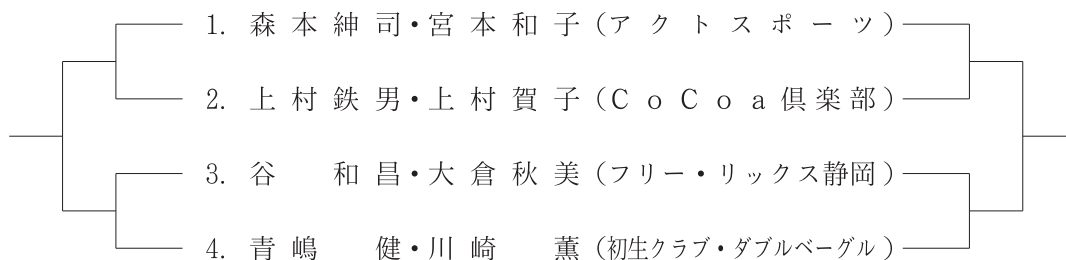 1. 森本紳司・宮本和子(アクトスポーツ)
2. 上村鉄男・上村賀子(CoCoa倶楽部)
3. 谷 和昌・大倉秋美(フリー・リックス静岡)
4. 青嶋 健・川崎 薫(初生クラブ・ダブルベーグル)